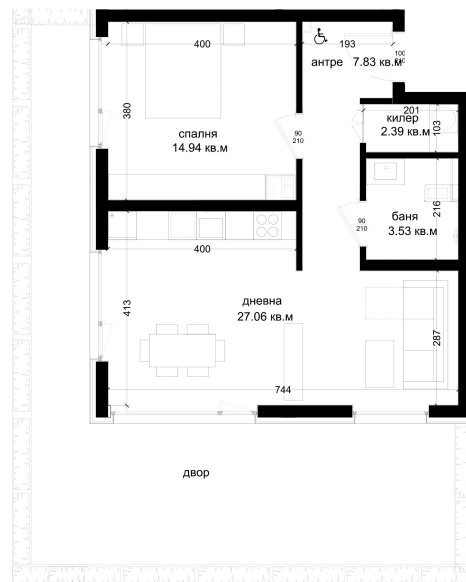 400
193
антре 7.83 кв.м
100
380
201
килер
2.39 кв.м
103
90
210
спалня
14.94 кв.м
216
баня
3.53 кв.м
90
210
400
413
дневна
27.06 кв.м
287
744
двор